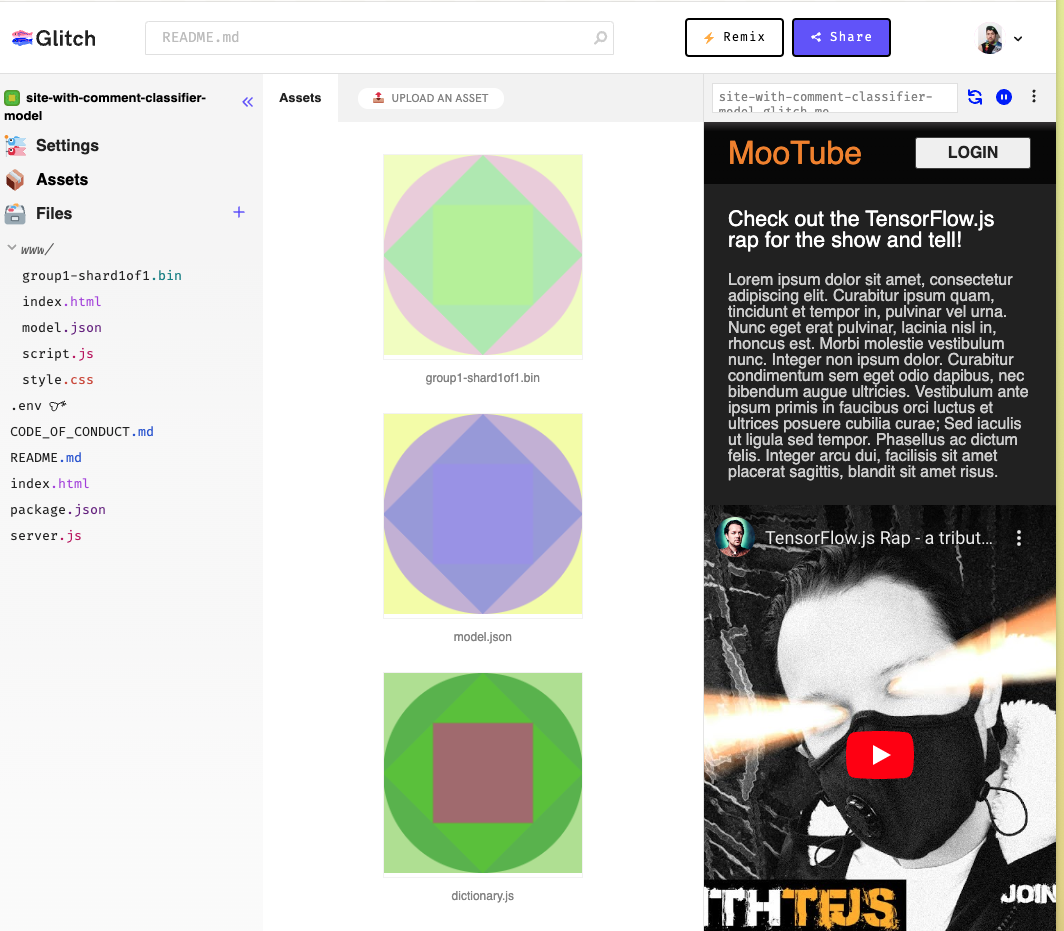 Glitch
README.md
Remix
Share
site-with-comment-classifier-
model
Settings
Assets
Files
www/
group1-shard1of1.bin
index.html
model.json
script.js
style.css
.env
CODE_OF_CONDUCT.md
README.md
index.html
package.json
server.js
Assets
UPLOAD AN ASSET
group1-shard1of1.bin
model.json
dictionary.js
site-with-comment-classifier-
model.glitch.me
MooTube
LOGIN
Check out the TensorFlow.js
rap for the show and tell!
Lorem ipsum dolor sit amet, consectetur
adipiscing elit. Curabitur ipsum quam,
tincidunt et tempor in, pulvinar vel urna.
Nunc eget erat pulvinar, lacinia nisl in,
rhoncus est. Morbi molestie vestibulum
nunc. Integer non ipsum dolor. Curabitur
condimentum sem eget odio dapibus, nec
bibendum augue ultricies. Vestibulum ante
ipsum primis in faucibus orci luctus et
ultrices posuere cubilia curae; Sed iaculis
ut ligula sed tempor. Phasellus ac dictum
felis. Integer arcu dui, facilisis sit amet
placerat sagittis, blandit sit amet risus.
TensorFlow.js Rap - a tribut...
ITHTFJS
JOIN